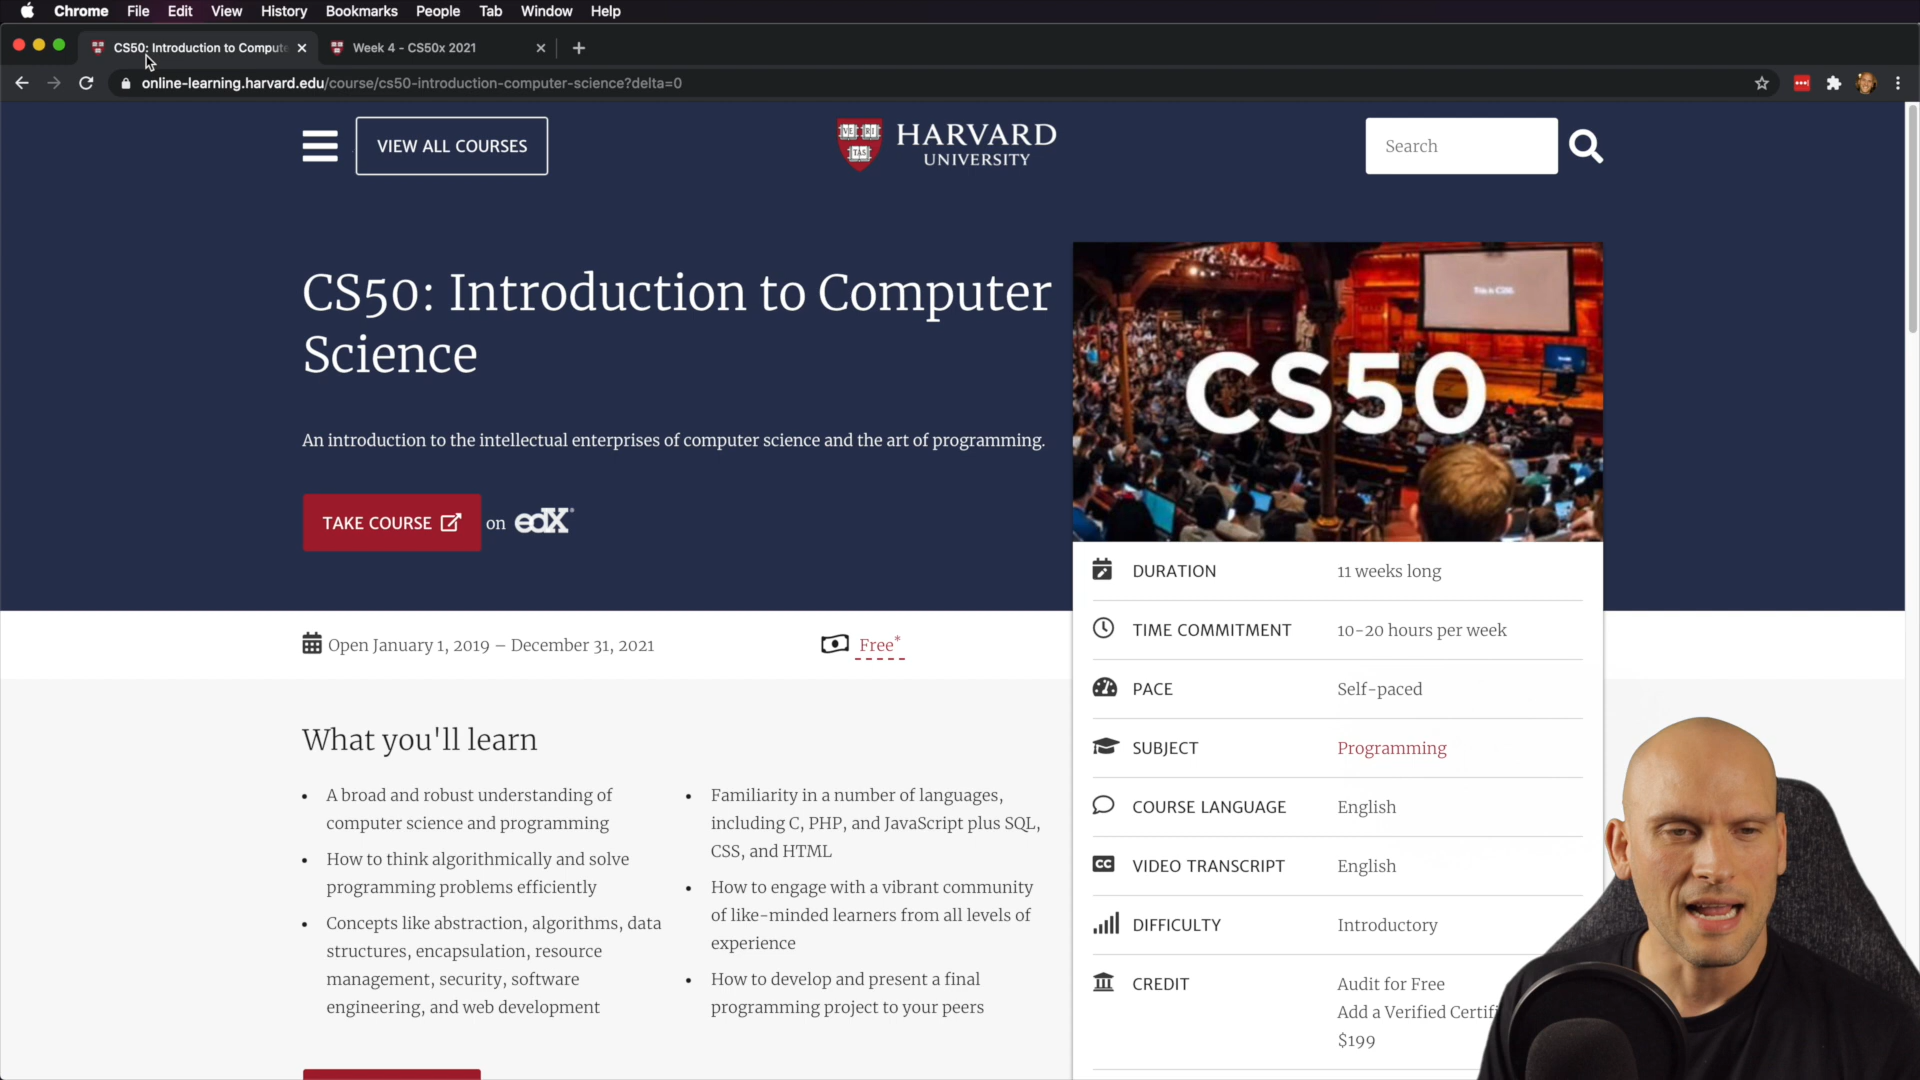 Chrome File Edit View History Bookmarks People Tab Window Help
CS50: Introduction to Compute
Week 4 - CS50x 2021
online-learning.harvard.edu/course/cs50-introduction-computer-science?delta=0
VIEW ALL COURSES
VE RI TAS
HARVARD
UNIVERSITY
Search
CS50: Introduction to Computer
Science
An introduction to the intellectual enterprises of computer science and the art of programming.
TAKE COURSE on edX
This is CS50.
CS50
Open January 1, 2019 – December 31, 2021
Free*
What you'll learn
• A broad and robust understanding of
computer science and programming
• How to think algorithmically and solve
programming problems efficiently
• Concepts like abstraction, algorithms, data
structures, encapsulation, resource
management, security, software
engineering, and web development
• Familiarity in a number of languages,
including C, PHP, and JavaScript plus SQL,
CSS, and HTML
• How to engage with a vibrant community
of like-minded learners from all levels of
experience
• How to develop and present a final
programming project to your peers
DURATION 11 weeks long
TIME COMMITMENT 10-20 hours per week
PACE Self-paced
SUBJECT Programming
COURSE LANGUAGE English
CC VIDEO TRANSCRIPT English
DIFFICULTY Introductory
CREDIT Audit for Free
Add a Verified Certifi
$199